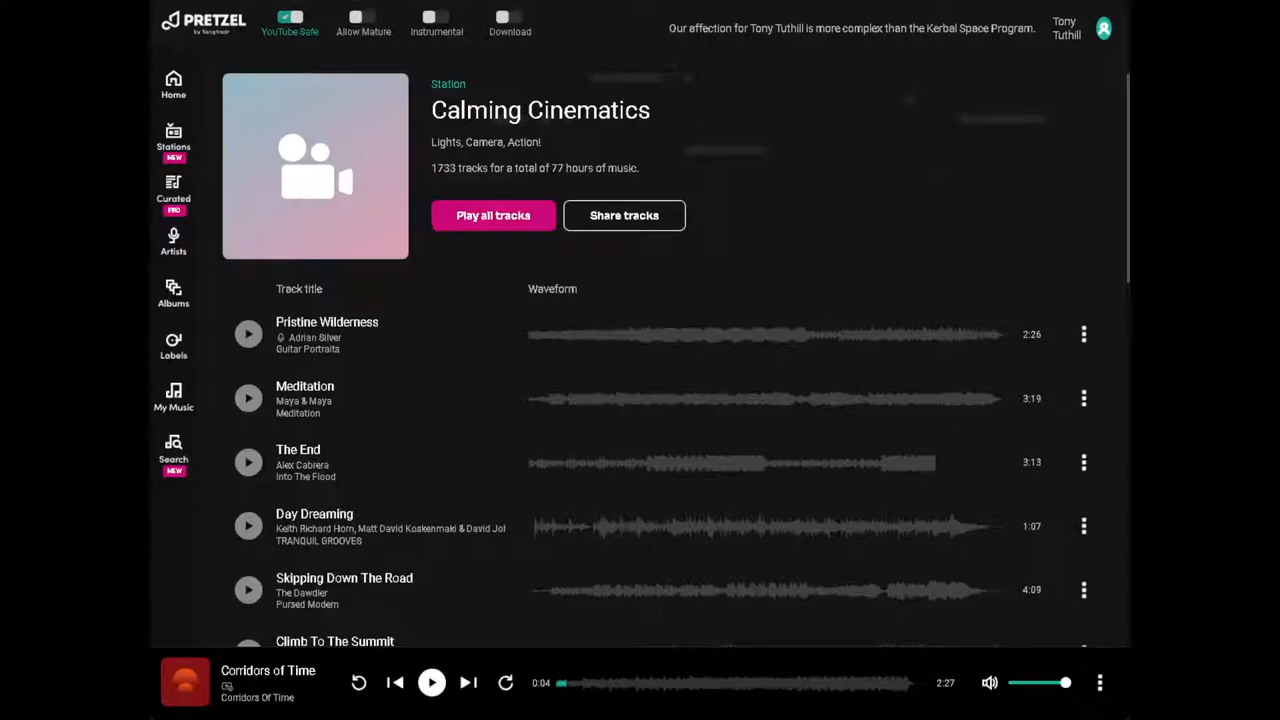 PRETZEL
by Songtradr
YouTube Safe
Allow Mature
Instrumental
Download
Our affection for Tony Tuthill is more complex than the Kerbal Space Program.
Tony
Tuthill
Home
Stations
NEW
Curated
PRO
Artists
Albums
Labels
My Music
Search
NEW
Station
Calming Cinematics
Lights, Camera, Action!
1733 tracks for a total of 77 hours of music.
Play all tracks
Share tracks
Track title
Waveform
Pristine Wilderness
Adrian Silver
Guitar Portraits
2:26
Meditation
Maya & Maya
Meditation
3:19
The End
Alex Cabrera
Into The Flood
3:13
Day Dreaming
Keith Richard Horn, Matt David Koskenmaki & David Jol
TRANQUIL GROOVES
1:07
Skipping Down The Road
The Dawdler
Pursed Modern
4:09
Climb To The Summit
Corridors of Time
Corridors Of Time
0:04
2:27